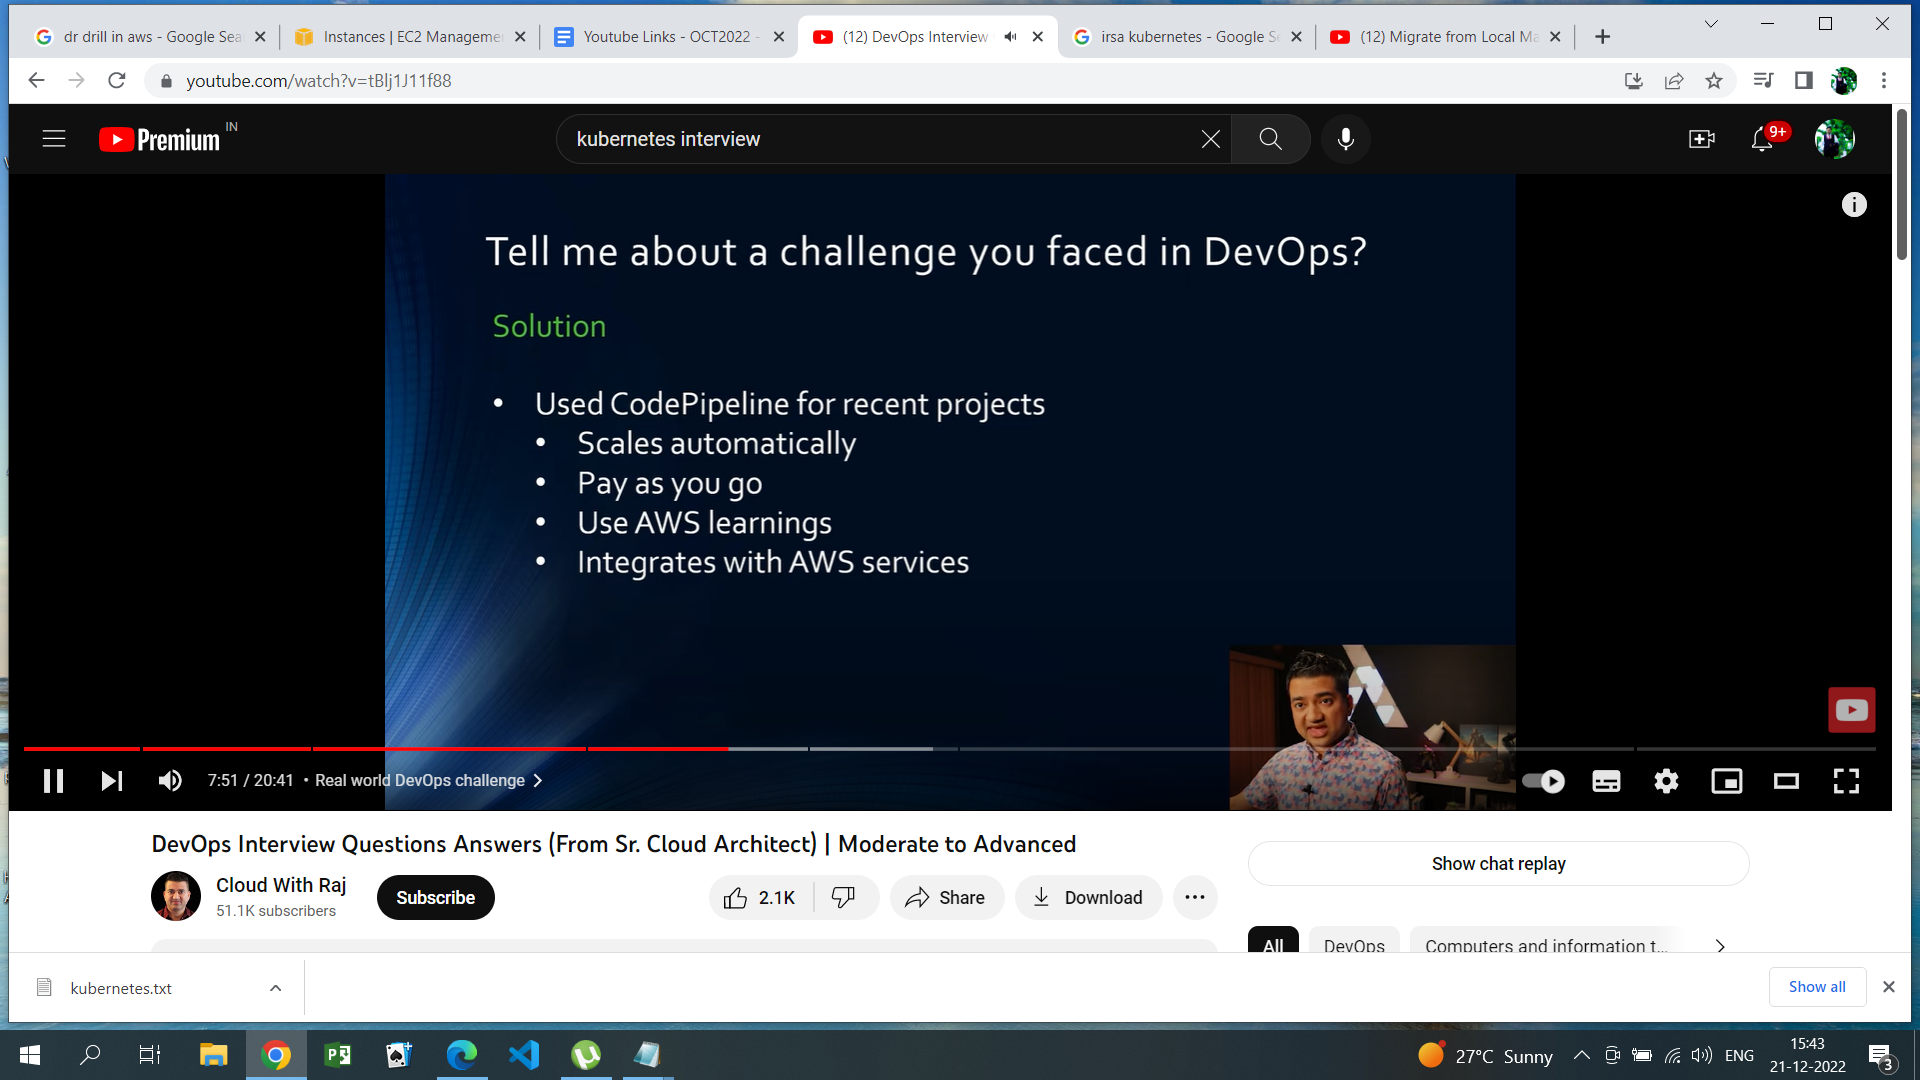 dr drill in aws - Google Sea
Instances | EC2 Manageme
Youtube Links - OCT2022 -
(12) DevOps Interview
irsa kubernetes - Google Se
(12) Migrate from Local Ma
youtube.com/watch?v=tBlj1J11f88
Premium IN
kubernetes interview
9+
Tell me about a challenge you faced in DevOps?
Solution
• Used CodePipeline for recent projects
• Scales automatically
• Pay as you go
• Use AWS learnings
• Integrates with AWS services
7:51 / 20:41 • Real world DevOps challenge
DevOps Interview Questions Answers (From Sr. Cloud Architect) | Moderate to Advanced
Cloud With Raj
51.1K subscribers
Subscribe
2.1K
Share
Download
Show chat replay
All
DevOps
Computers and information t...
kubernetes.txt
Show all
27°C Sunny
ENG
15:43
21-12-2022
3